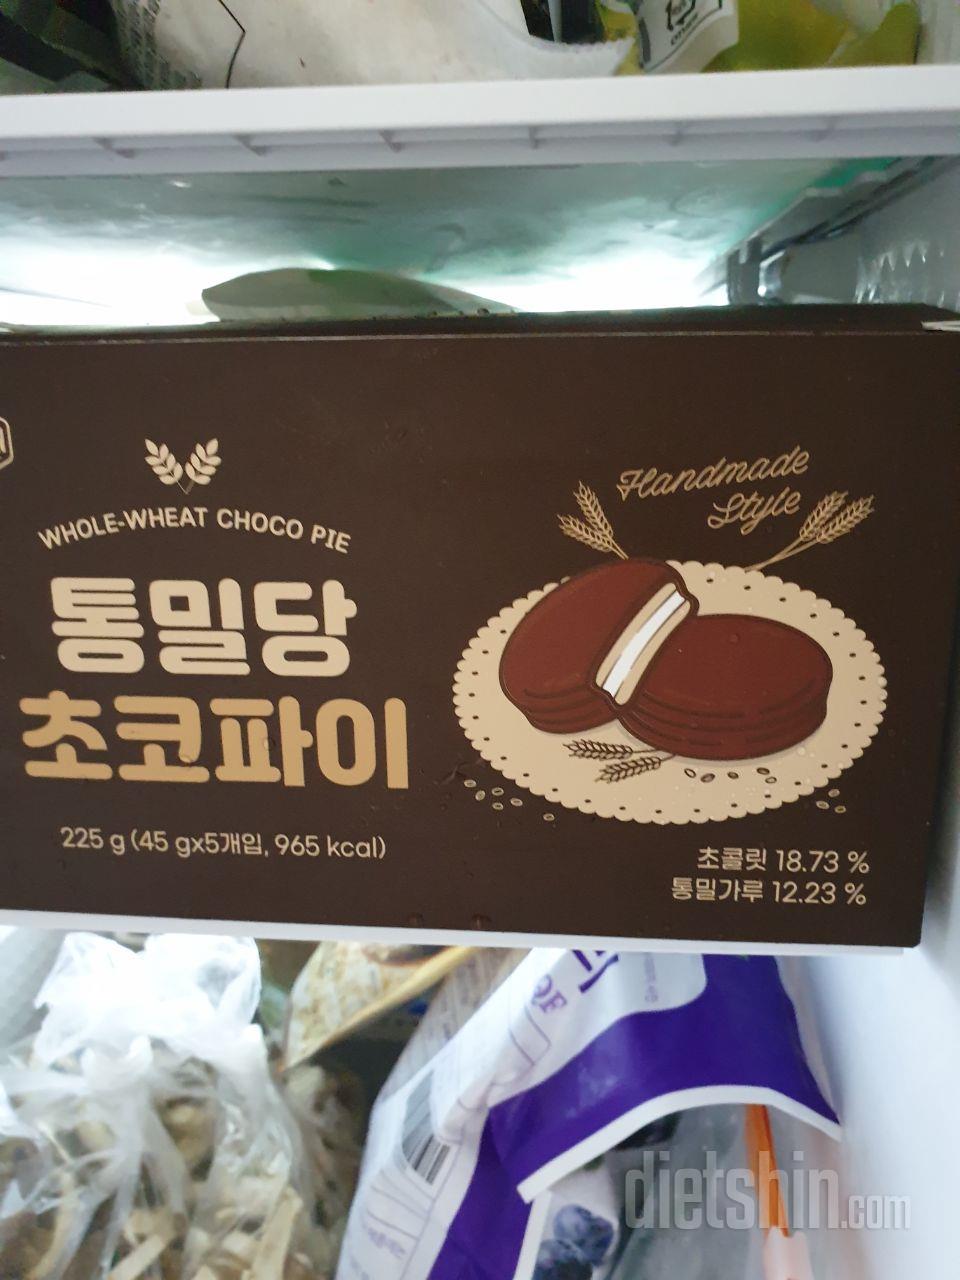 WHOLE-WHEAT CHOCO PIE
통밀당
초코파이
225 g (45 gx5개입, 965 kcal)
Handmade
Style
초콜릿 18.73 %
통밀가루 12.23 %
dietshin.com